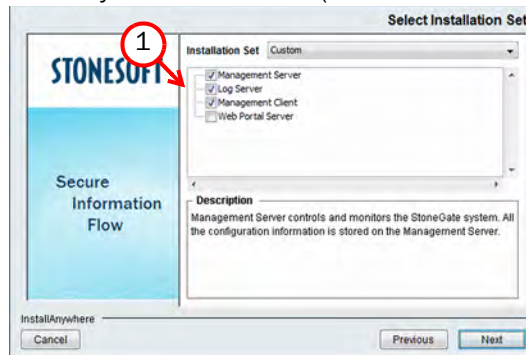 Select Installation Set
1
STONESOFT
Installation Set Custom
Management Server
Log Server
Management Client
Web Portal Server
Secure
Information
Flow
Description
Management Server controls and monitors the StoneGate system. All
the configuration information is stored on the Management Server.
InstallAnywhere
Cancel
Previous
Next